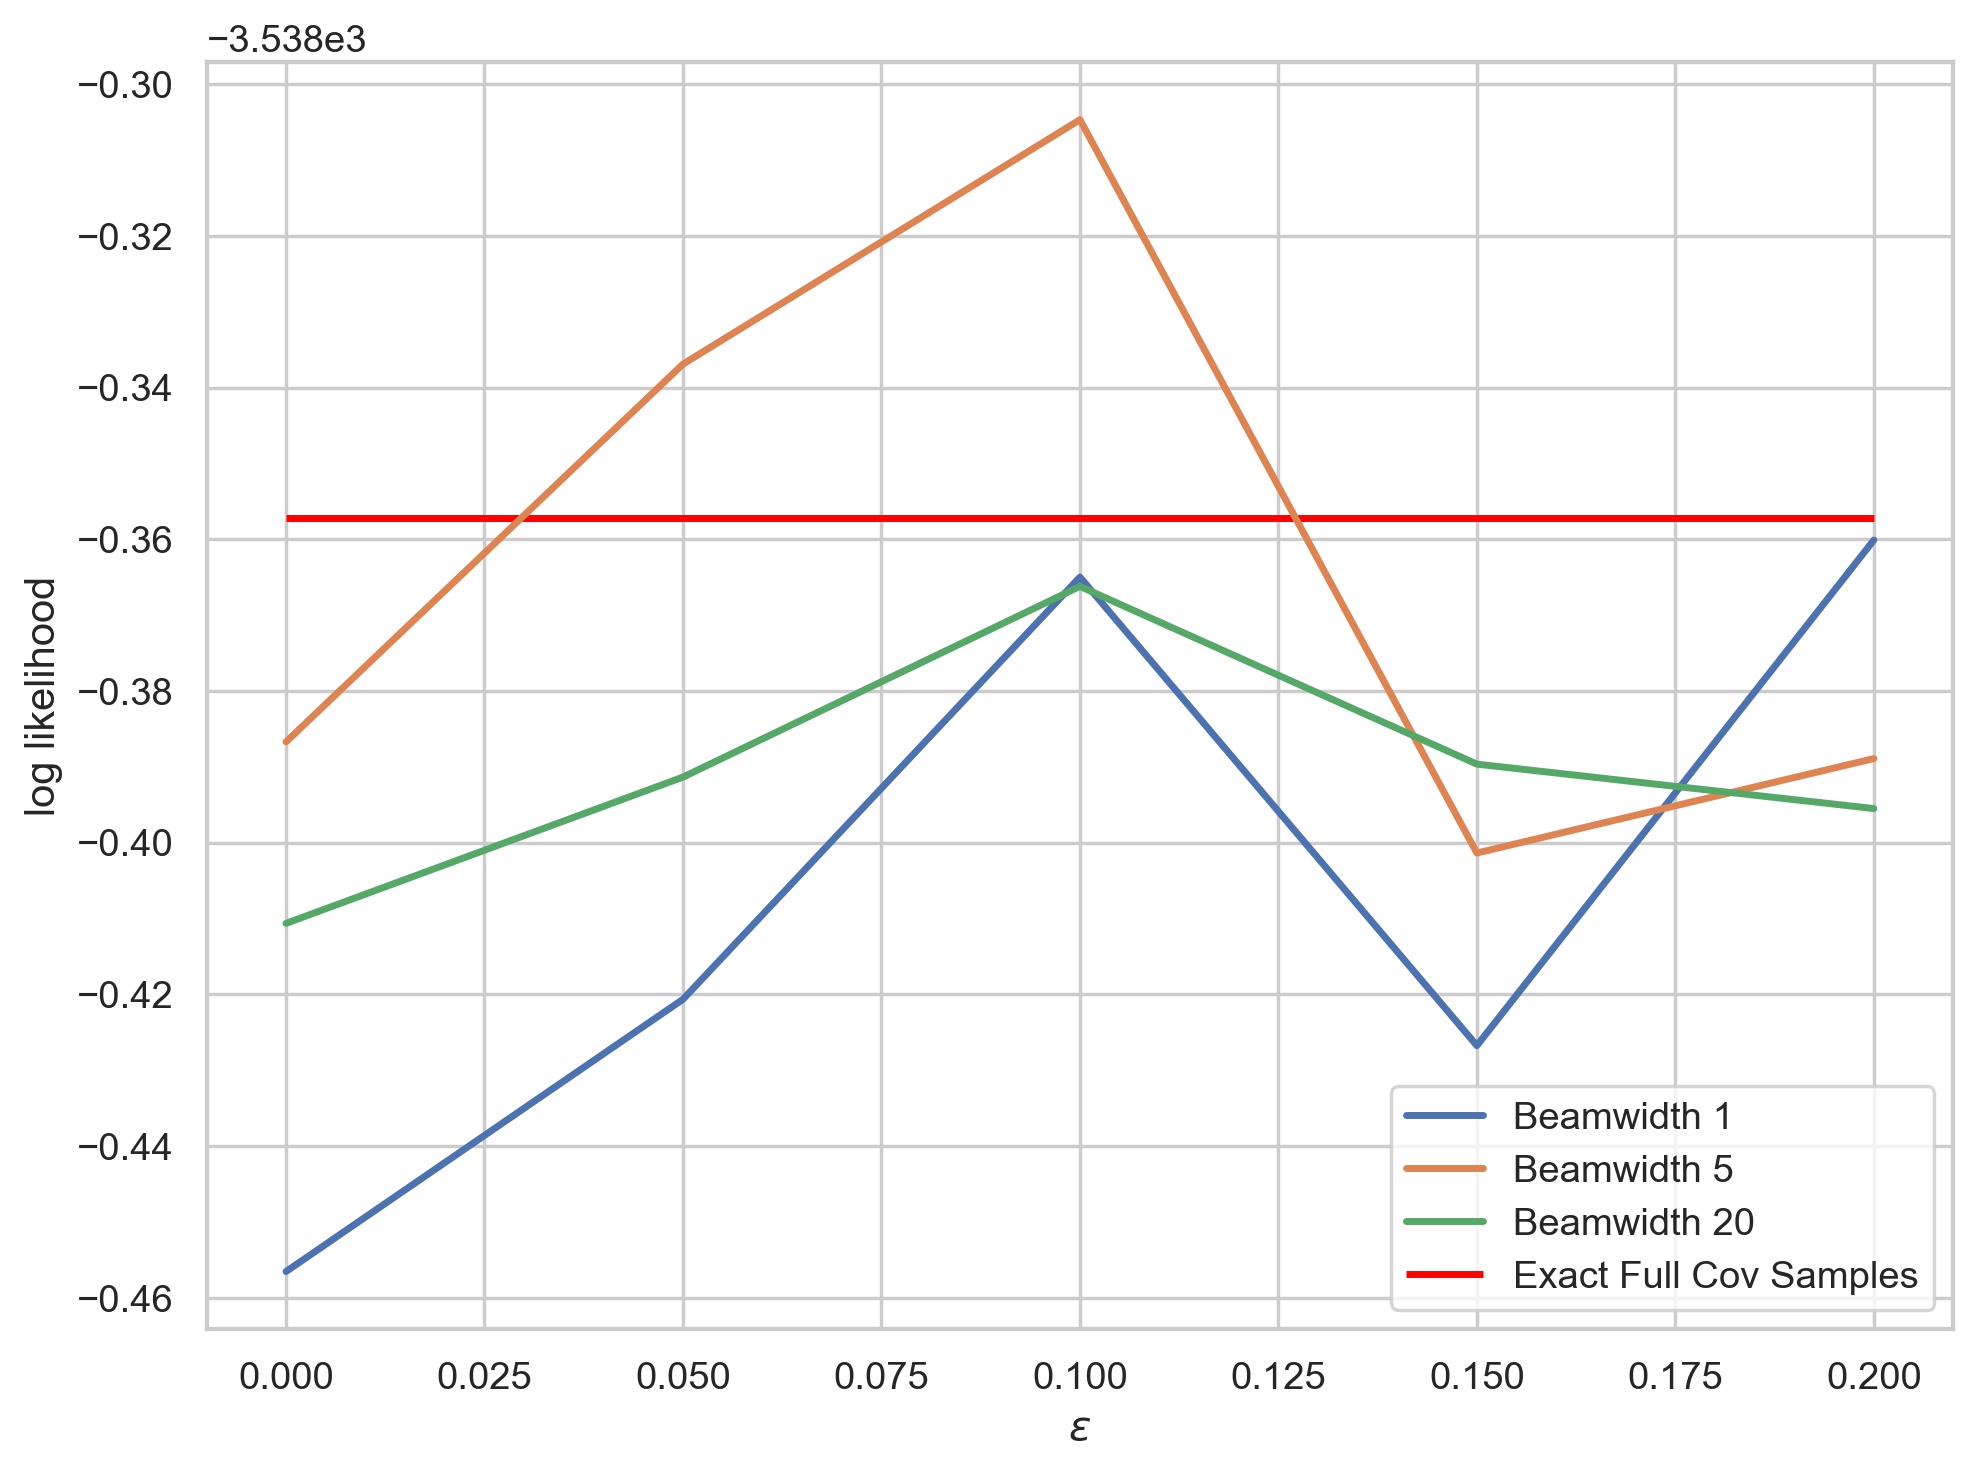 −3.538e3
−0.30
−0.32
−0.34
−0.36
−0.38
−0.40
−0.42
−0.44
−0.46
log likelihood
0.000 0.025 0.050 0.075 0.100 0.125 0.150 0.175 0.200
ε
Beamwidth 1
Beamwidth 5
Beamwidth 20
Exact Full Cov Samples